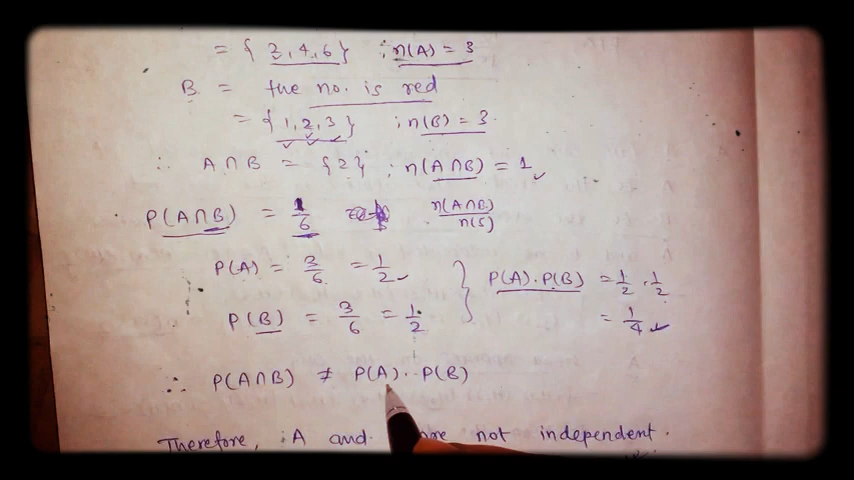 = { 2, 4, 6 } ; n(A) = 3
B = the no. is red
= { 1, 2, 3 } ; n(B) = 3
∴ A ∩ B = { 2 } ; n(A ∩ B) = 1
P(A ∩ B) = 1/6 n(A∩B)/n(S)
P(A) = 3/6 = 1/2
P(B) = 3/6 = 1/2 } P(A) . P(B) = 1/2 . 1/2
= 1/4
∴ P(A ∩ B) ≠ P(A) . P(B)
Therefore, A and are not independent.